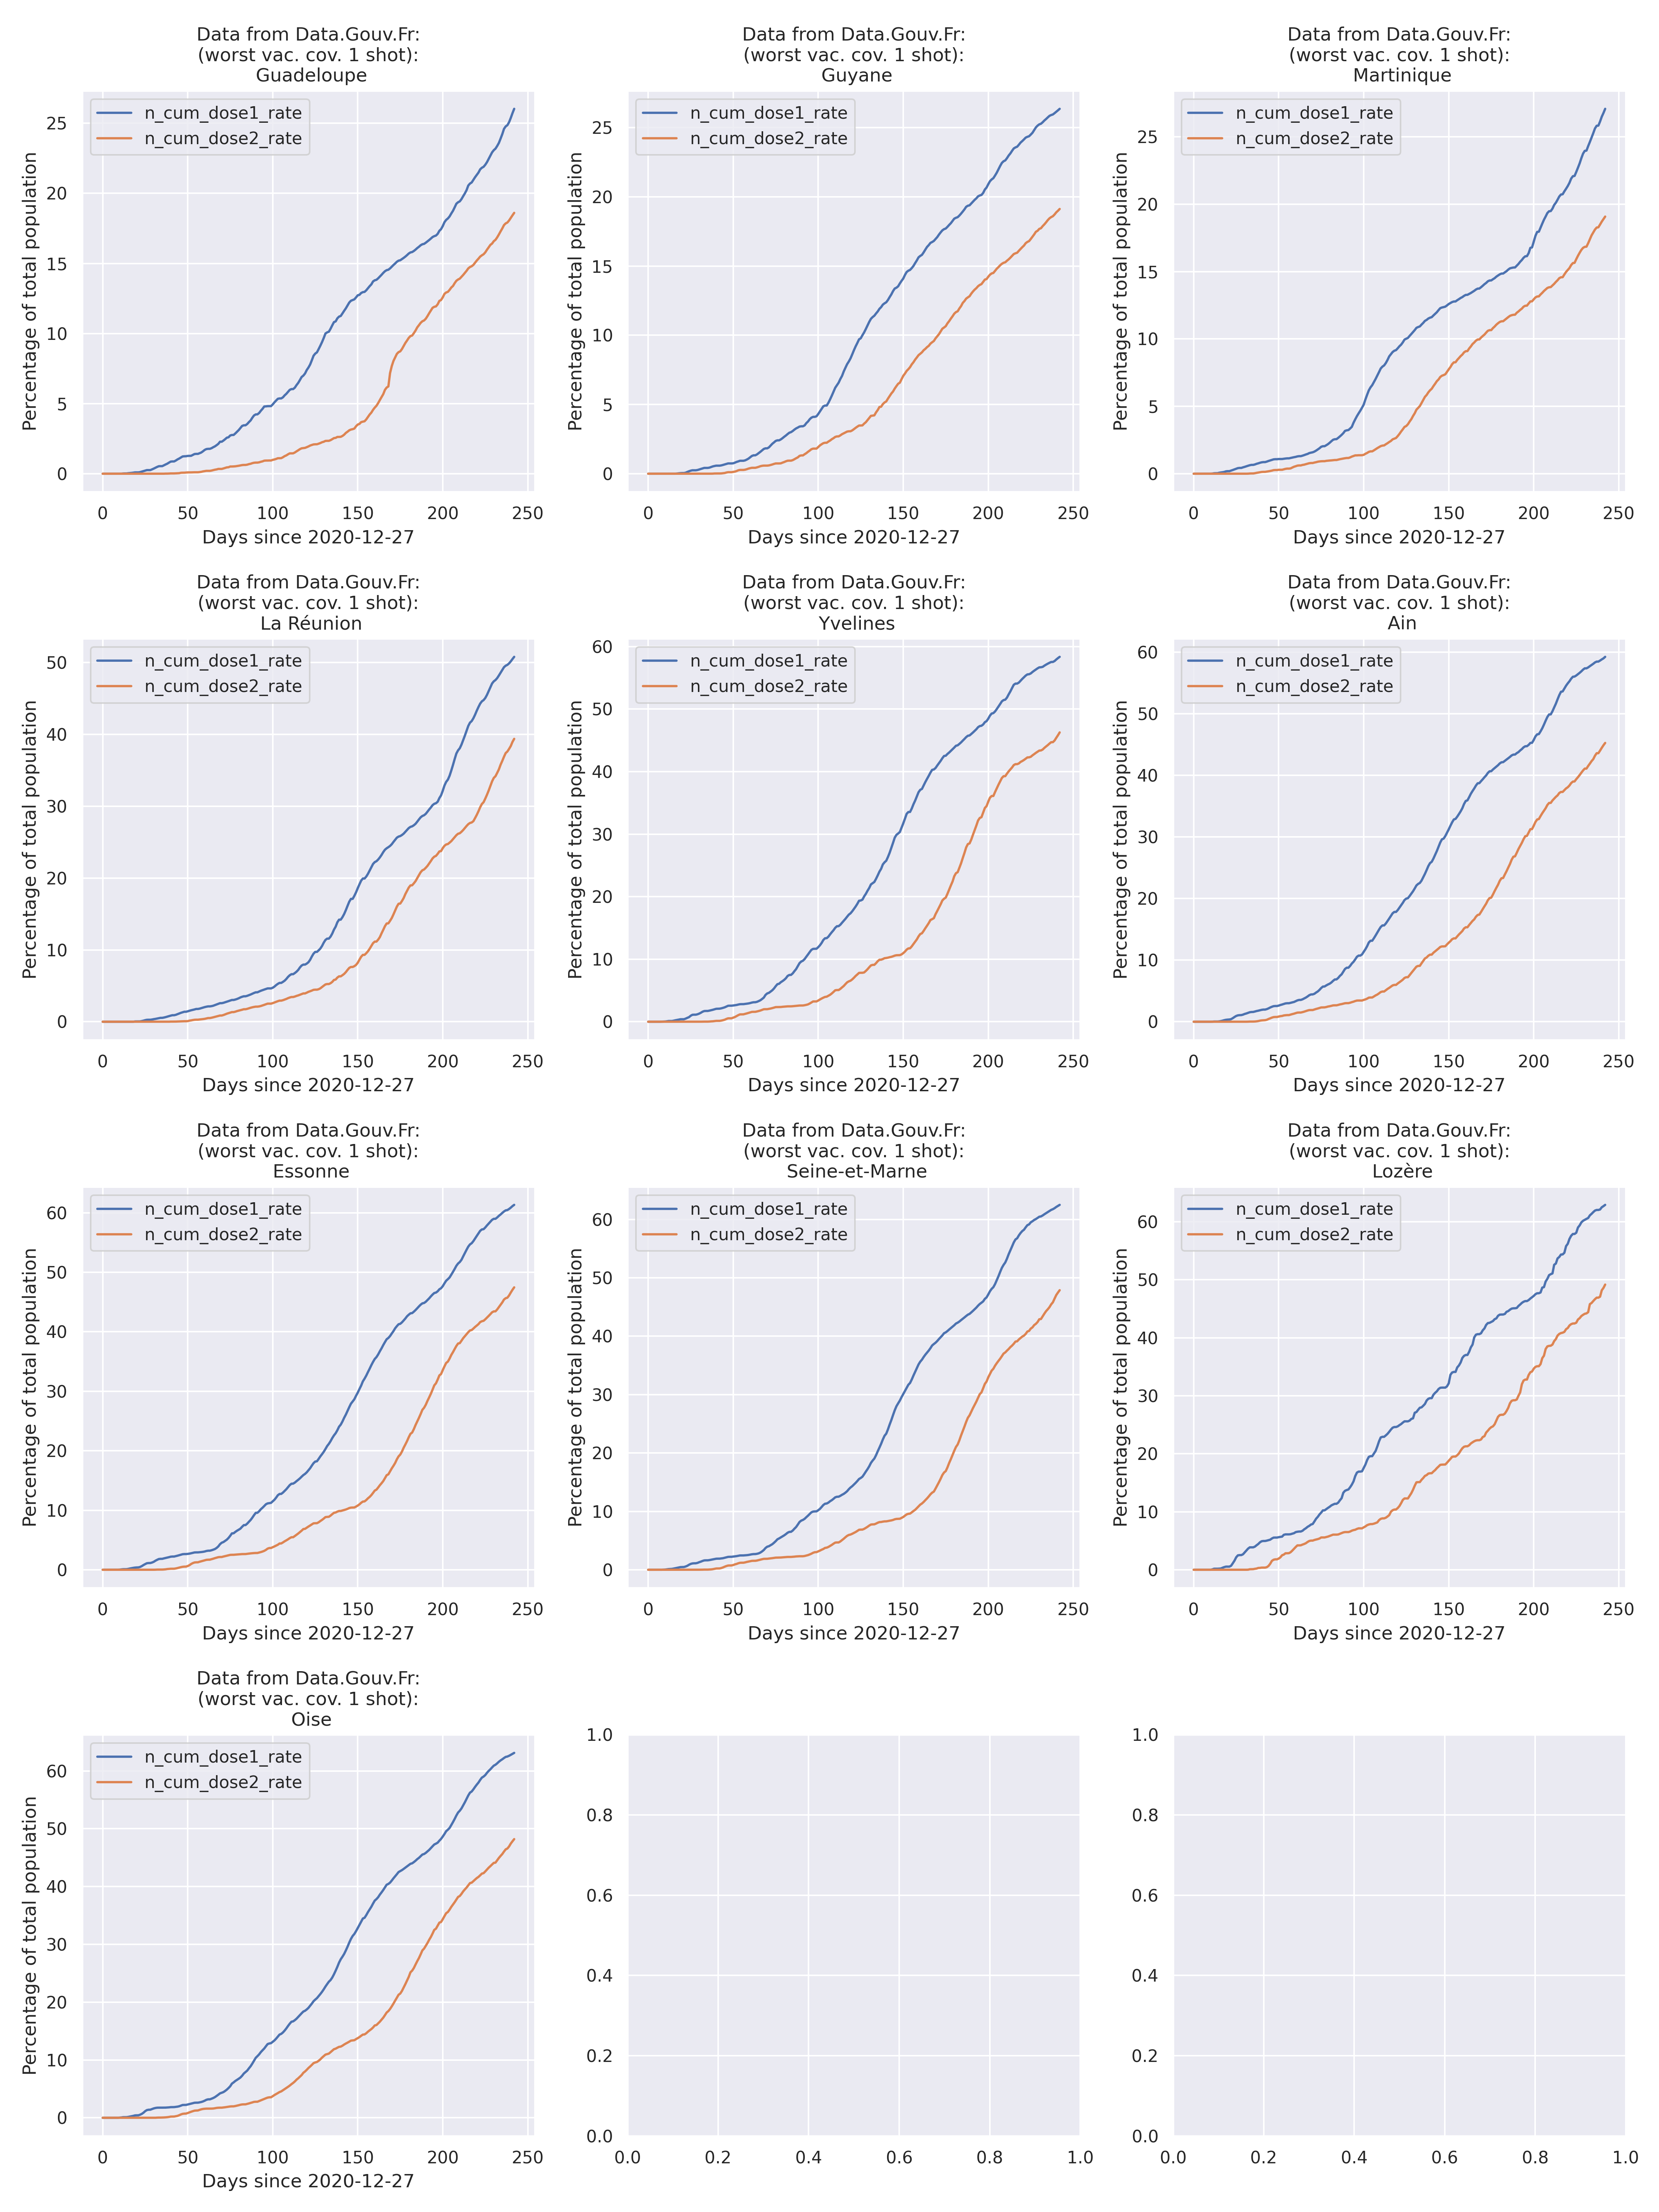 Data from Data.Gouv.Fr:
(worst vac. cov. 1 shot):
Guadeloupe
n_cum_dose1_rate
n_cum_dose2_rate
Percentage of total population
25
20
15
10
5
0
0 50 100 150 200 250
Days since 2020-12-27
Data from Data.Gouv.Fr:
(worst vac. cov. 1 shot):
Guyane
n_cum_dose1_rate
n_cum_dose2_rate
Percentage of total population
25
20
15
10
5
0
0 50 100 150 200 250
Days since 2020-12-27
Data from Data.Gouv.Fr:
(worst vac. cov. 1 shot):
Martinique
n_cum_dose1_rate
n_cum_dose2_rate
Percentage of total population
25
20
15
10
5
0
0 50 100 150 200 250
Days since 2020-12-27
Data from Data.Gouv.Fr:
(worst vac. cov. 1 shot):
La Réunion
n_cum_dose1_rate
n_cum_dose2_rate
Percentage of total population
50
40
30
20
10
0
0 50 100 150 200 250
Days since 2020-12-27
Data from Data.Gouv.Fr:
(worst vac. cov. 1 shot):
Yvelines
n_cum_dose1_rate
n_cum_dose2_rate
Percentage of total population
60
50
40
30
20
10
0
0 50 100 150 200 250
Days since 2020-12-27
Data from Data.Gouv.Fr:
(worst vac. cov. 1 shot):
Ain
n_cum_dose1_rate
n_cum_dose2_rate
Percentage of total population
60
50
40
30
20
10
0
0 50 100 150 200 250
Days since 2020-12-27
Data from Data.Gouv.Fr:
(worst vac. cov. 1 shot):
Essonne
n_cum_dose1_rate
n_cum_dose2_rate
Percentage of total population
60
50
40
30
20
10
0
0 50 100 150 200 250
Days since 2020-12-27
Data from Data.Gouv.Fr:
(worst vac. cov. 1 shot):
Seine-et-Marne
n_cum_dose1_rate
n_cum_dose2_rate
Percentage of total population
60
50
40
30
20
10
0
0 50 100 150 200 250
Days since 2020-12-27
Data from Data.Gouv.Fr:
(worst vac. cov. 1 shot):
Lozère
n_cum_dose1_rate
n_cum_dose2_rate
Percentage of total population
60
50
40
30
20
10
0
0 50 100 150 200 250
Days since 2020-12-27
Data from Data.Gouv.Fr:
(worst vac. cov. 1 shot):
Oise
n_cum_dose1_rate
n_cum_dose2_rate
Percentage of total population
60
50
40
30
20
10
0
0 50 100 150 200 250
Days since 2020-12-27
1.0
0.8
0.6
0.4
0.2
0.0
0.0 0.2 0.4 0.6 0.8 1.0
1.0
0.8
0.6
0.4
0.2
0.0
0.0 0.2 0.4 0.6 0.8 1.0